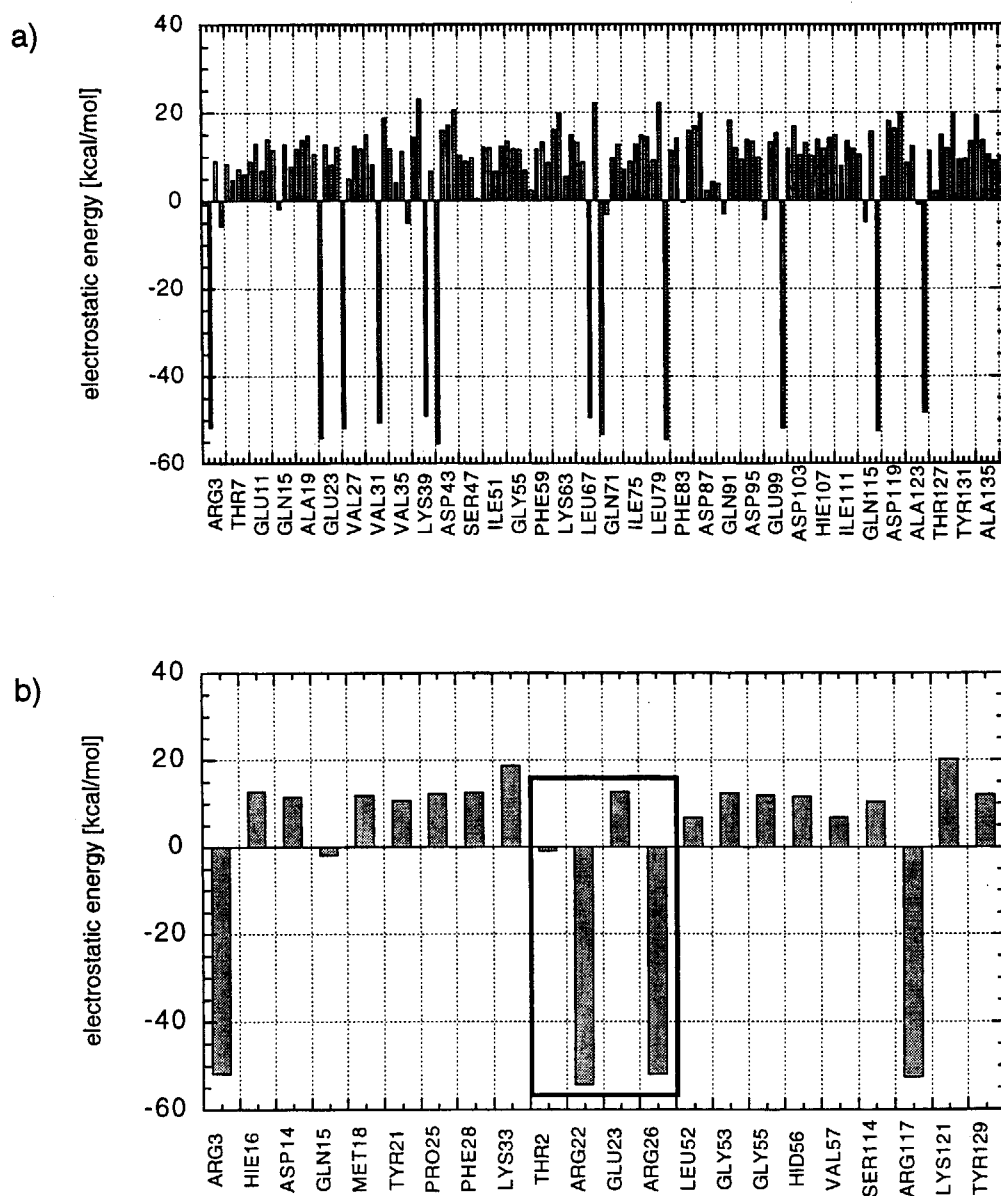 a)
electrostatic energy [kcal/mol]
40
20
0
-20
-40
-60
ARG3
THR7
GLU11
GLN15
ALA19
GLU23
VAL27
VAL31
VAL35
LYS39
ASP43
SER47
ILE51
GLY55
PHE59
LYS63
LEU67
GLN71
ILE75
LEU79
PHE83
ASP87
GLN91
ASP95
GLU99
ASP103
HIE107
ILE111
GLN115
ASP119
ALA123
THR127
TYR131
ALA135
b)
electrostatic energy [kcal/mol]
40
20
0
-20
-40
-60
ARG3
HIE16
ASP14
GLN15
MET18
TYR21
PRO25
PHE28
LYS33
THR2
ARG22
GLU23
ARG26
LEU52
GLY53
GLY55
HID56
VAL57
SER114
ARG117
LYS121
TYR129